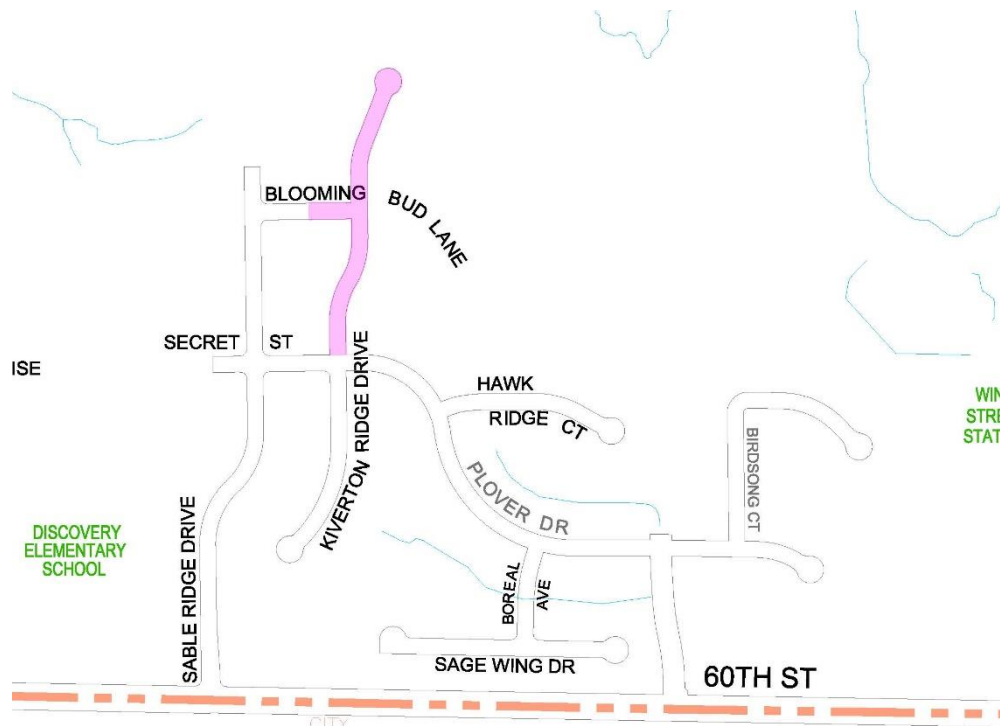 BLOOMING
BUD LANE
SECRET ST
ISE
HAWK
RIDGE CT
KIVERTON RIDGE DRIVE
PLOVER DR
BIRDSONG CT
WIN
STRE
STAT
DISCOVERY
ELEMENTARY
SCHOOL
SABLE RIDGE DRIVE
BOREAL
AVE
SAGE WING DR
60TH ST
CITY